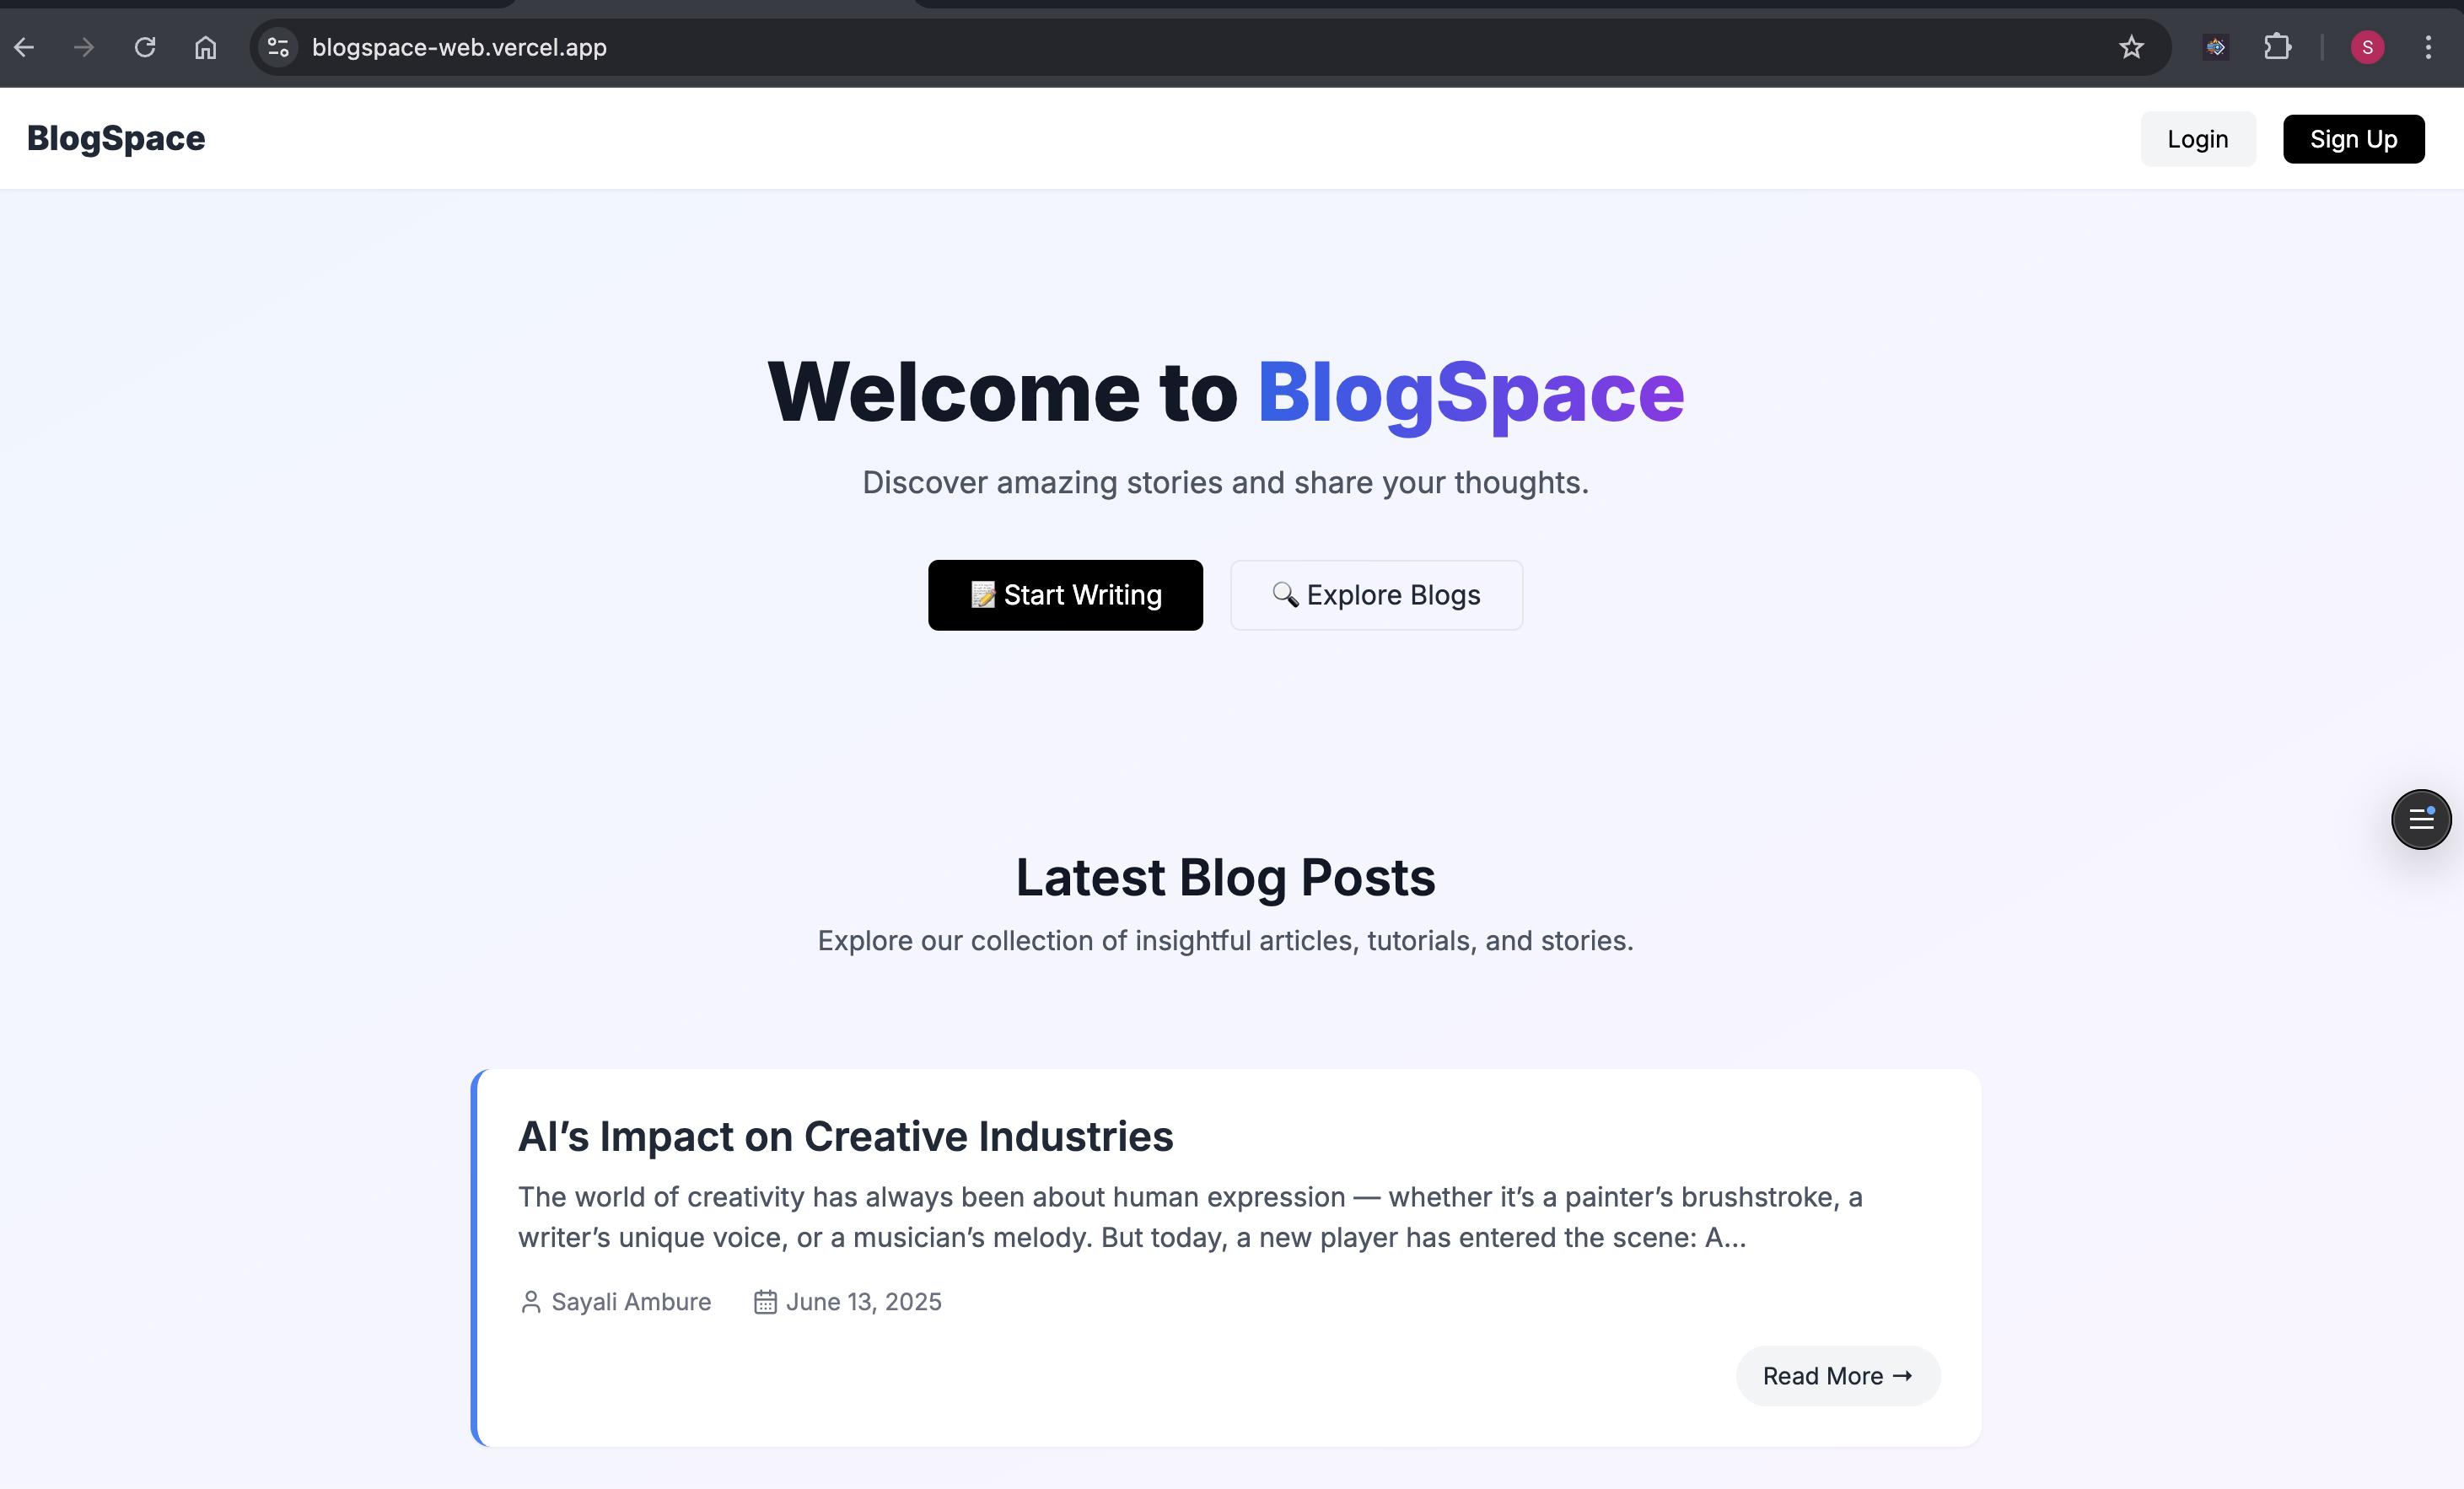 blogspace-web.vercel.app
S
BlogSpace
Login
Sign Up
Welcome to BlogSpace
Discover amazing stories and share your thoughts.
📝 Start Writing
🔍 Explore Blogs
Latest Blog Posts
Explore our collection of insightful articles, tutorials, and stories.
AI’s Impact on Creative Industries
The world of creativity has always been about human expression — whether it’s a painter’s brushstroke, a
writer’s unique voice, or a musician’s melody. But today, a new player has entered the scene: A...
Sayali Ambure
June 13, 2025
Read More →